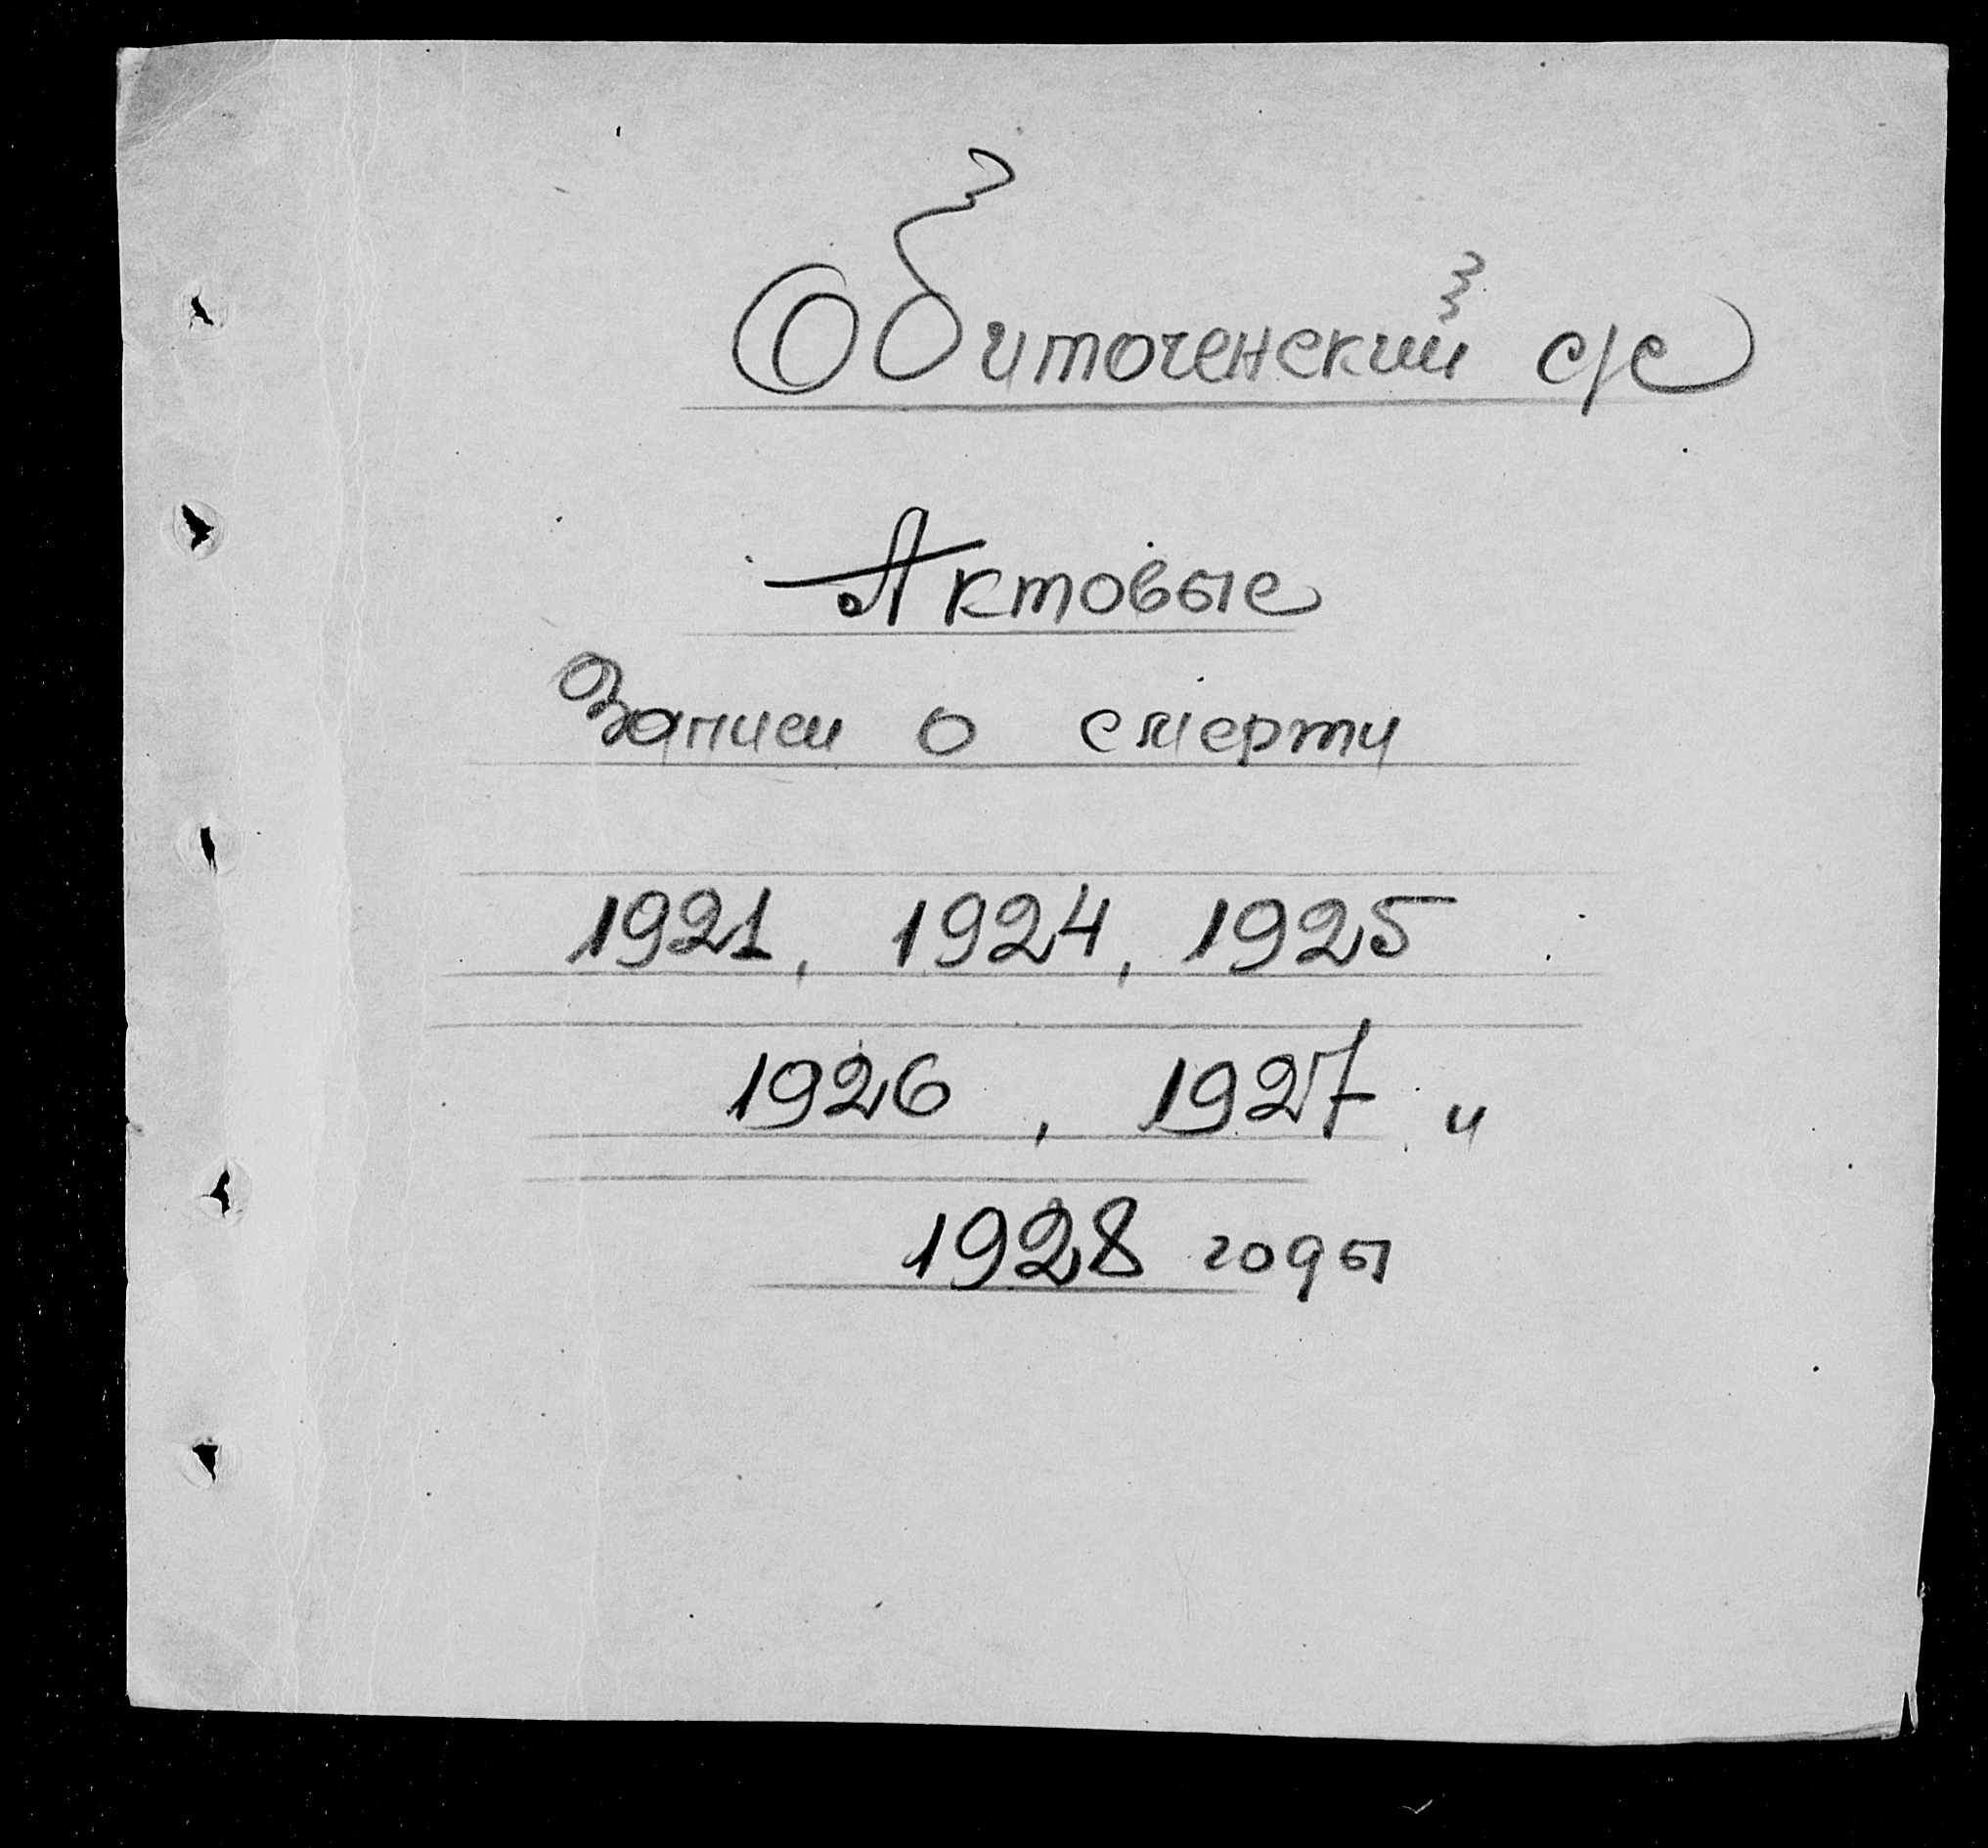 Обиточенский с/с
Актовые
Записи о смерти
1921, 1924, 1925
1926, 1927 и
1928 годы